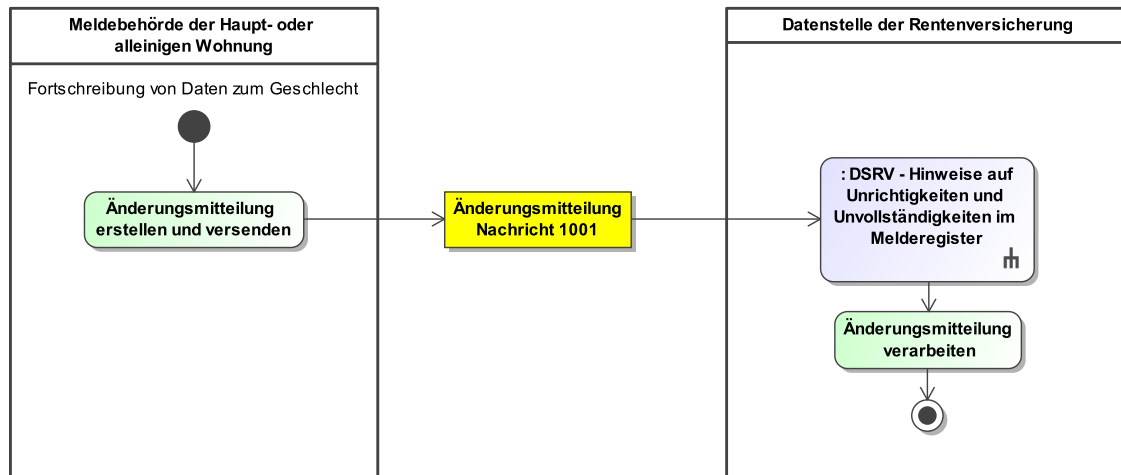 Meldebehörde der Haupt- oder
alleinigen Wohnung
Fortschreibung von Daten zum Geschlecht
Änderungsmitteilung
erstellen und versenden
Änderungsmitteilung
Nachricht 1001
Datenstelle der Rentenversicherung
: DSRV - Hinweise auf
Unrichtigkeiten und
Unvollständigkeiten im
Melderegister
Änderungsmitteilung
verarbeiten